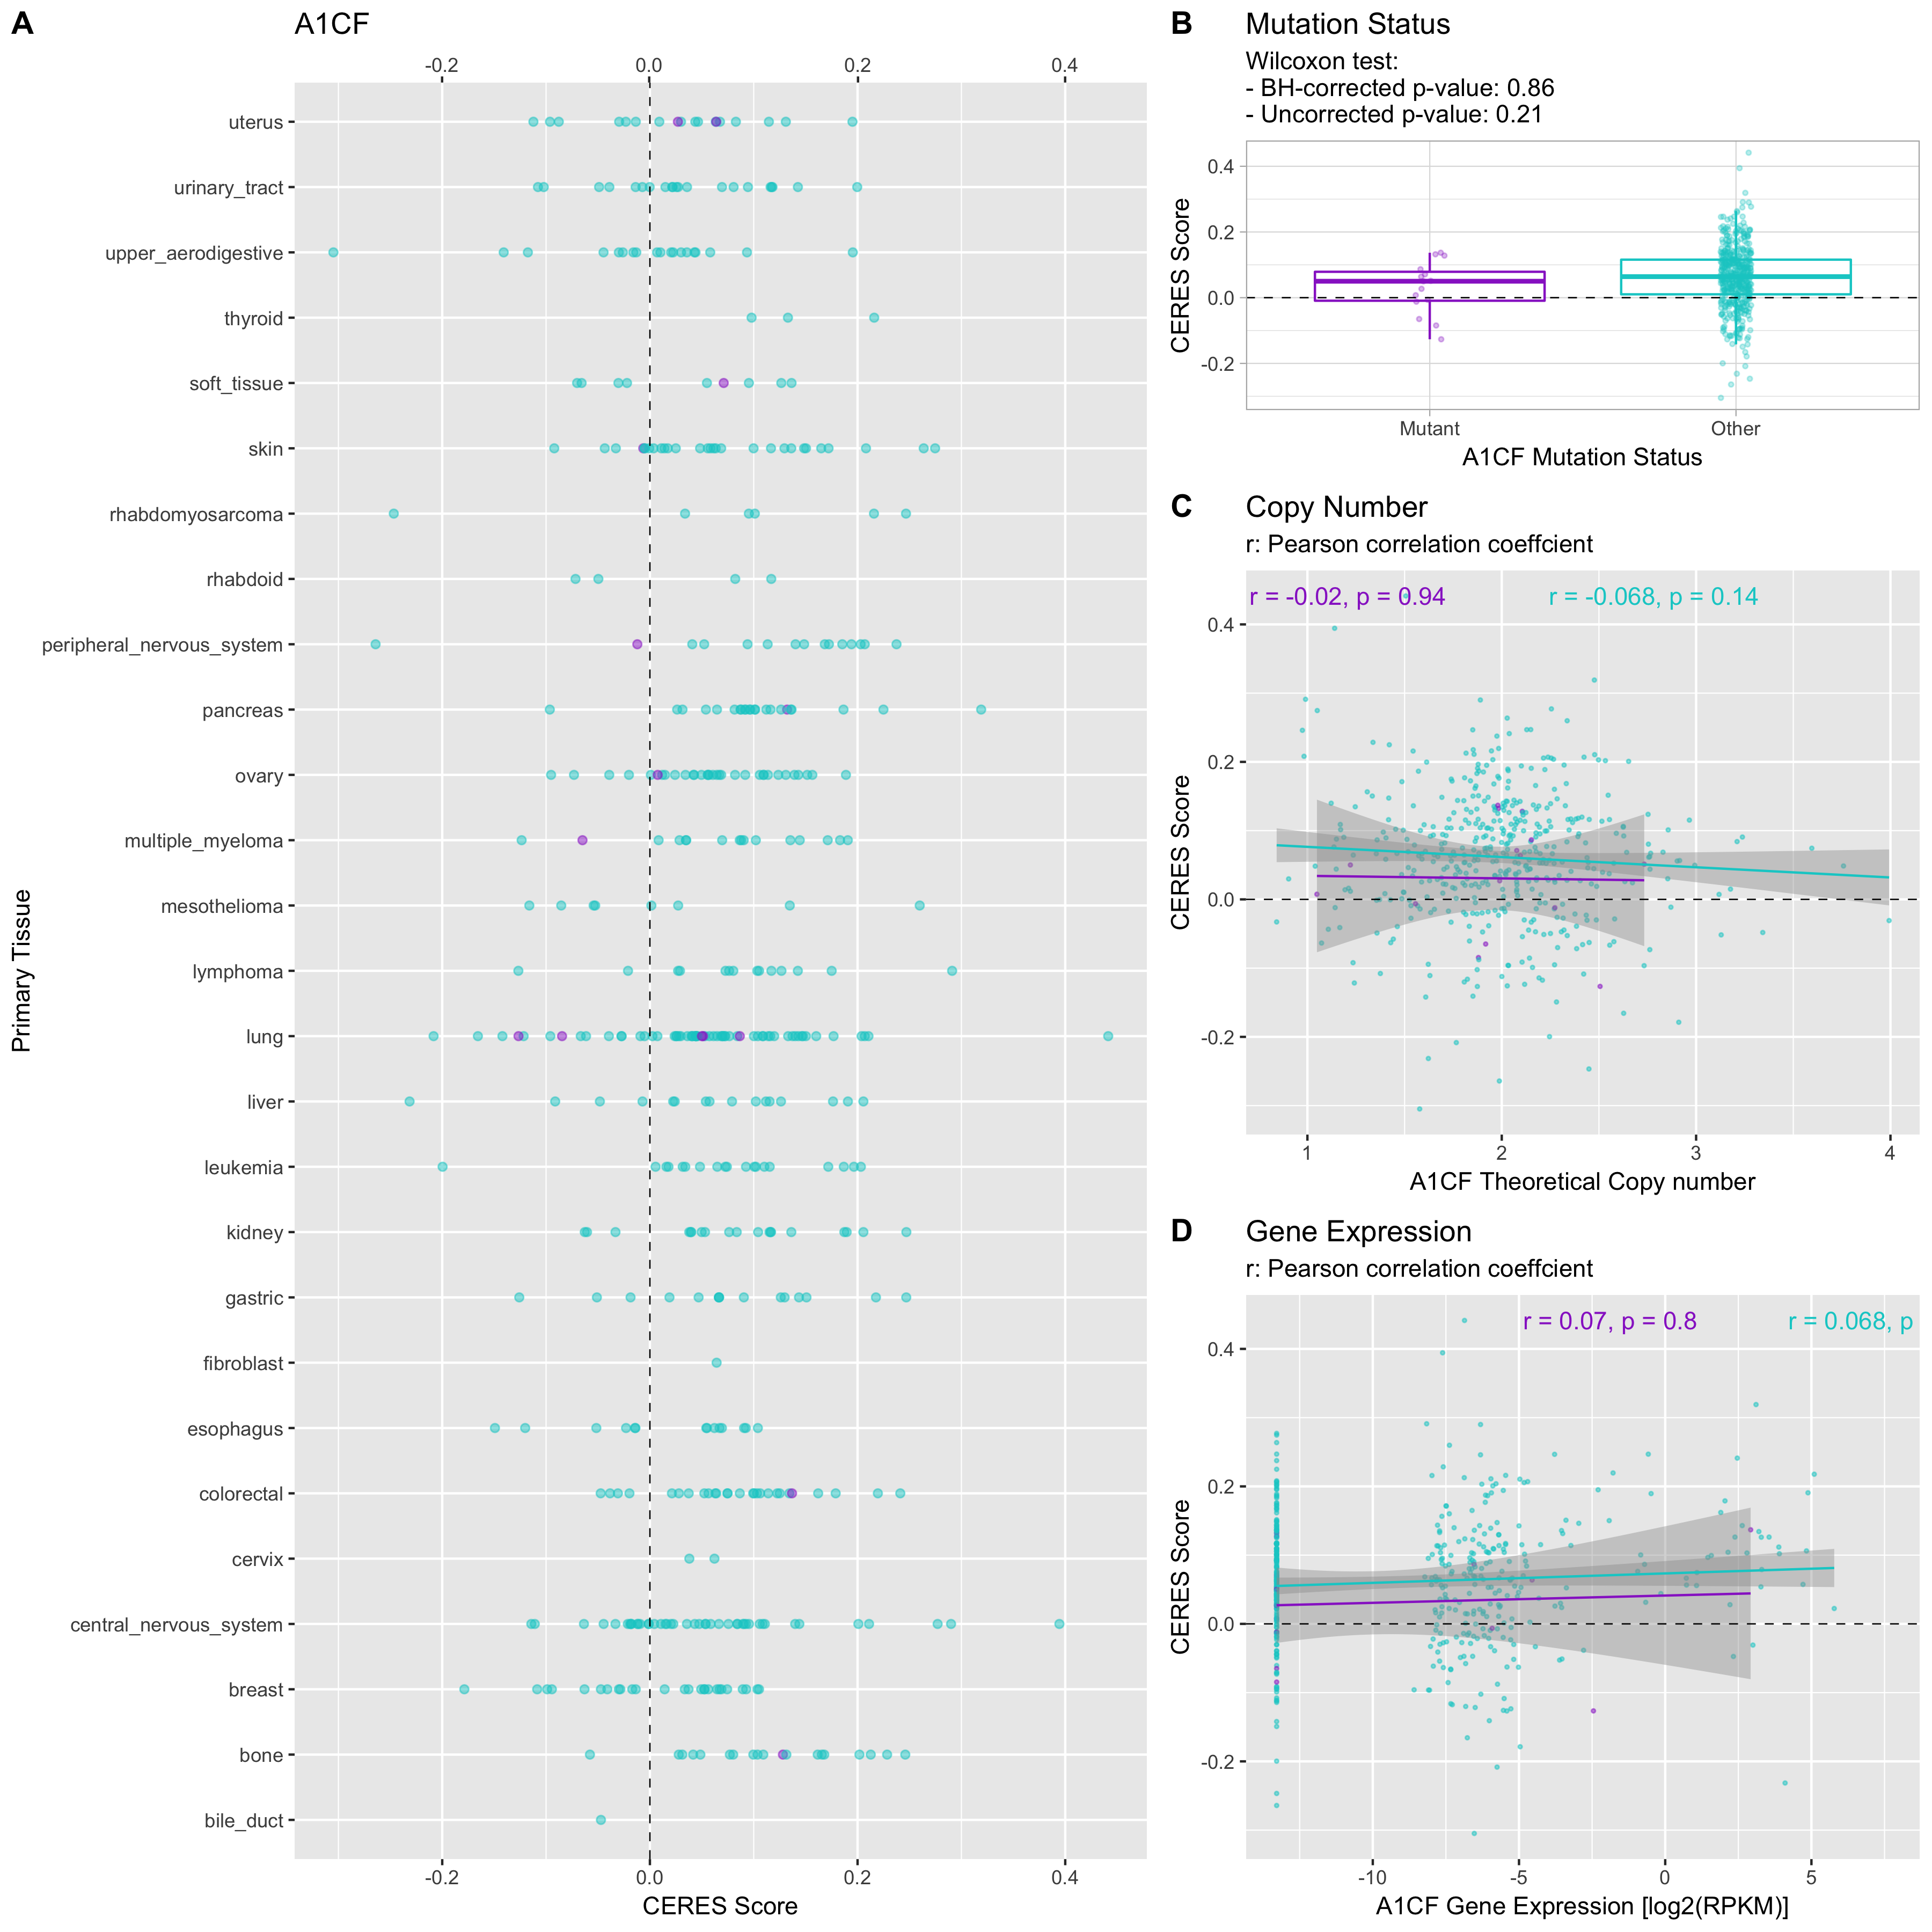 A
A1CF
-0.2 0.0 0.2 0.4
uterus
urinary_tract
upper_aerodigestive
thyroid
soft_tissue
skin
rhabdomyosarcoma
rhabdoid
peripheral_nervous_system
pancreas
ovary
multiple_myeloma
mesothelioma
lymphoma
lung
liver
leukemia
kidney
gastric
fibroblast
esophagus
colorectal
cervix
central_nervous_system
breast
bone
bile_duct
Primary Tissue
-0.2 0.0 0.2 0.4
CERES Score
B
Mutation Status
Wilcoxon test:
- BH-corrected p-value: 0.86
- Uncorrected p-value: 0.21
0.4
0.2
0.0
-0.2
CERES Score
Mutant Other
A1CF Mutation Status
C
Copy Number
r: Pearson correlation coeffcient
r = -0.02, p = 0.94 r = -0.068, p = 0.14
0.4
0.2
0.0
-0.2
CERES Score
1 2 3 4
A1CF Theoretical Copy number
D
Gene Expression
r: Pearson correlation coeffcient
r = 0.07, p = 0.8 r = 0.068, p
0.4
0.2
0.0
-0.2
CERES Score
-10 -5 0 5
A1CF Gene Expression [log2(RPKM)]